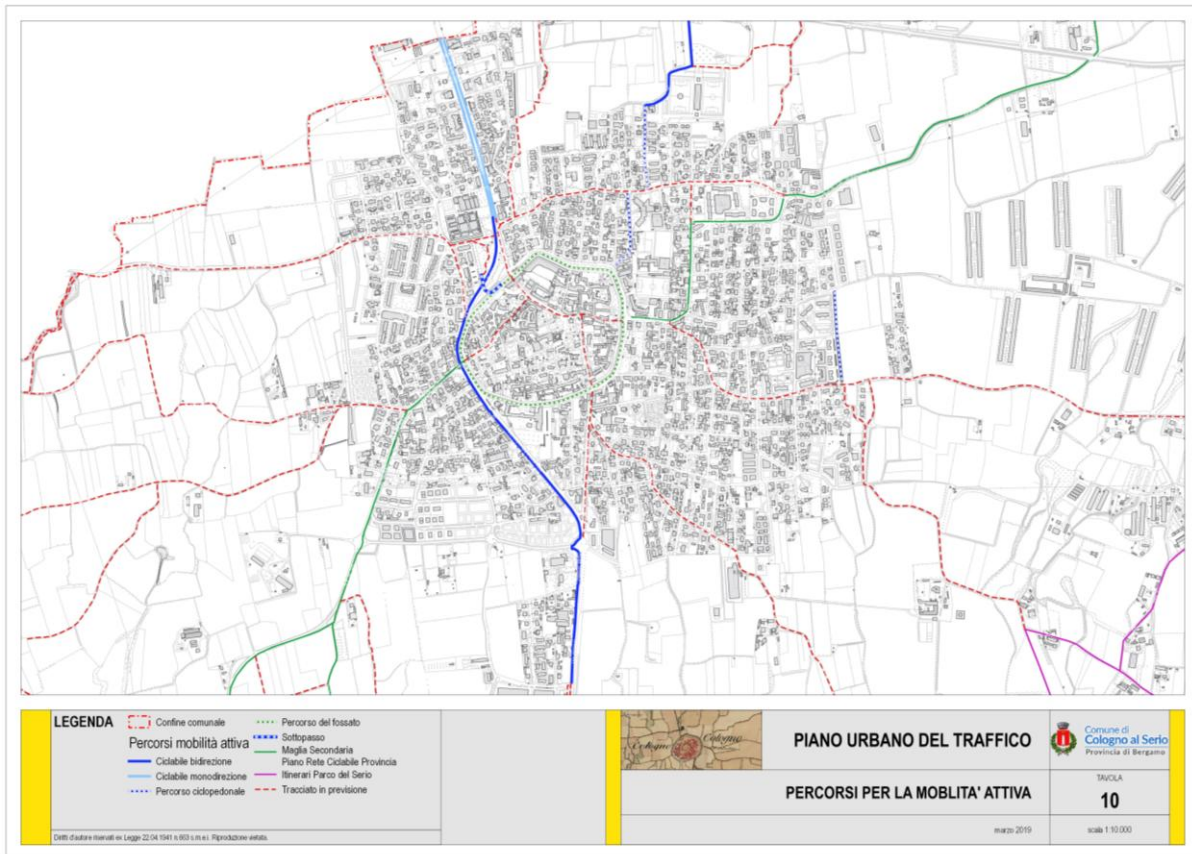 LEGENDA
Confine comunale
Percorsi mobilità attiva
Ciclabile bidirezione
Ciclabile monodirezione
Percorso ciclopedonale
Percorso del fossato
Sottopasso
Maglia Secondaria
Piano Rete Ciclabile Provincia
Itinerari Parco del Serio
Tracciato in previsione
Diritti d'autore riservati ex Legge 22.04.1941 n.663 s.m.e.i. Riproduzione vietata.
Cologno Cologno
PIANO URBANO DEL TRAFFICO
PERCORSI PER LA MOBLITA' ATTIVA
marzo 2019
Comune di
Cologno al Serio
Provincia di Bergamo
TAVOLA
10
scala 1:10.000